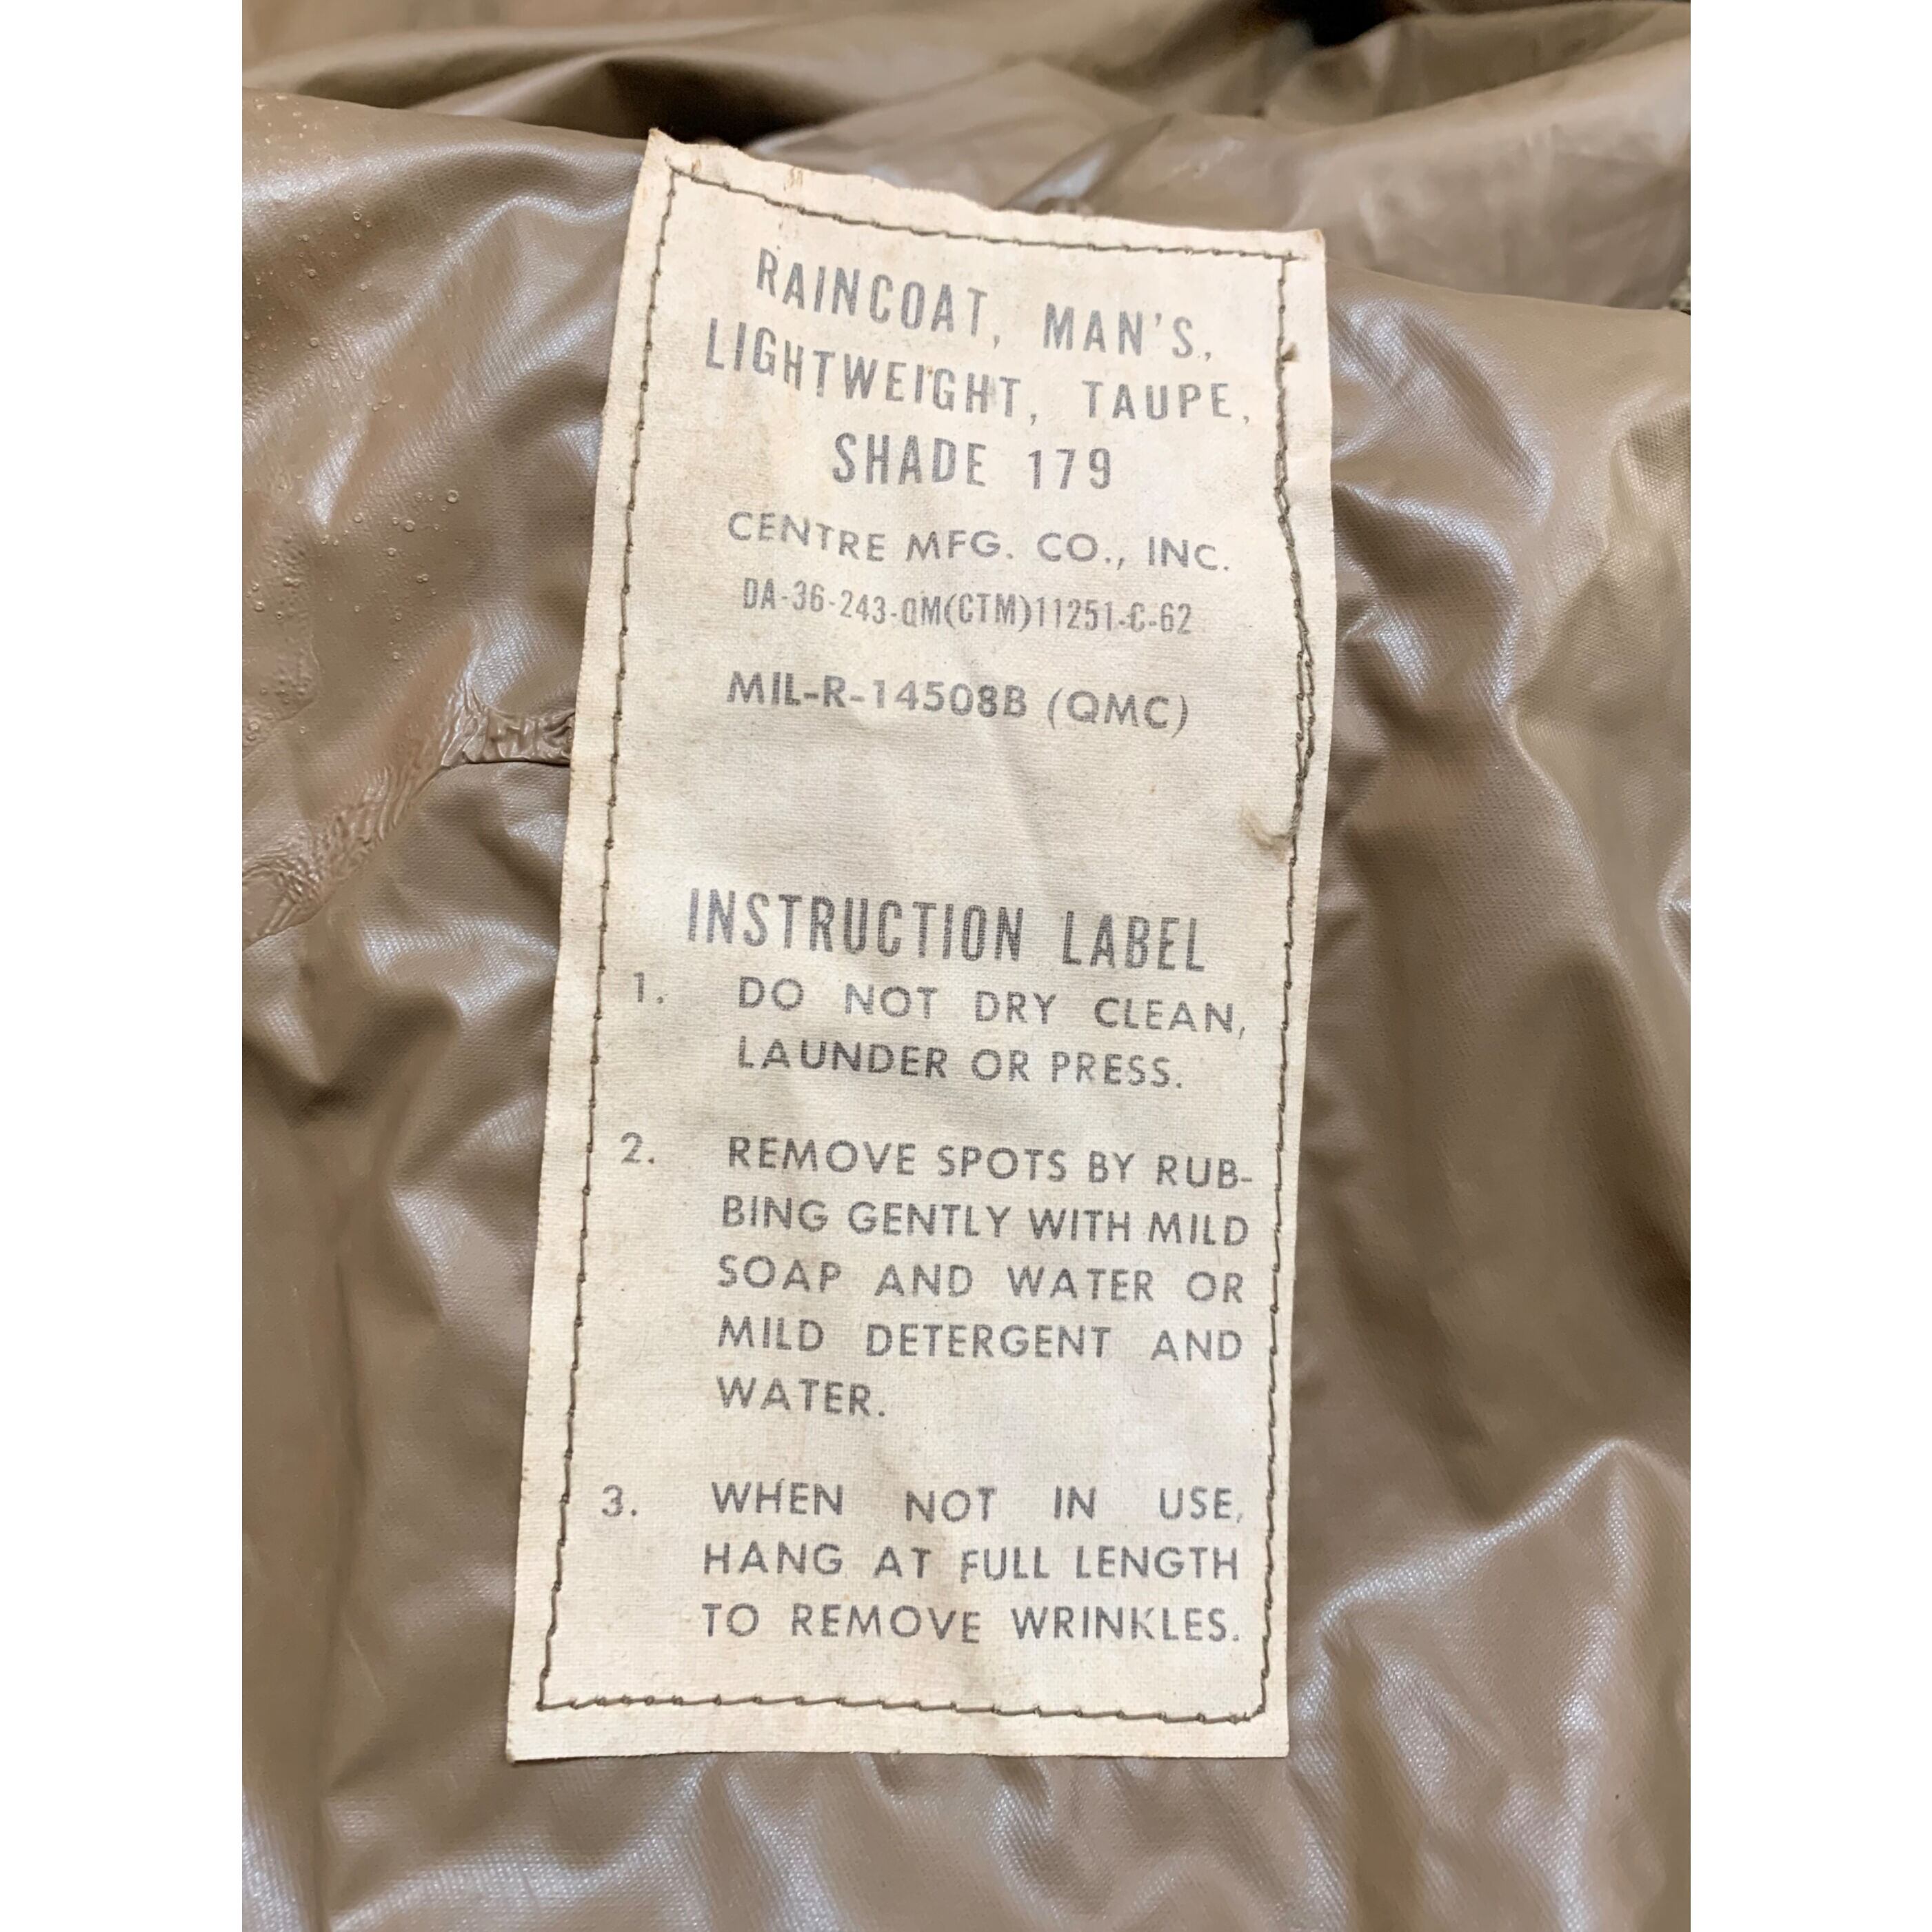 RAINCOAT, MAN'S,
LIGHTWEIGHT, TAUPE,
SHADE 179
CENTRE MFG. CO., INC.
DA-36-243-QM(CTM)11251-C-62
MIL-R-14508B (QMC)
INSTRUCTION LABEL
1. DO NOT DRY CLEAN,
LAUNDER OR PRESS.
2. REMOVE SPOTS BY RUB-
BING GENTLY WITH MILD
SOAP AND WATER OR
MILD DETERGENT AND
WATER.
3. WHEN NOT IN USE,
HANG AT FULL LENGTH
TO REMOVE WRINKLES.